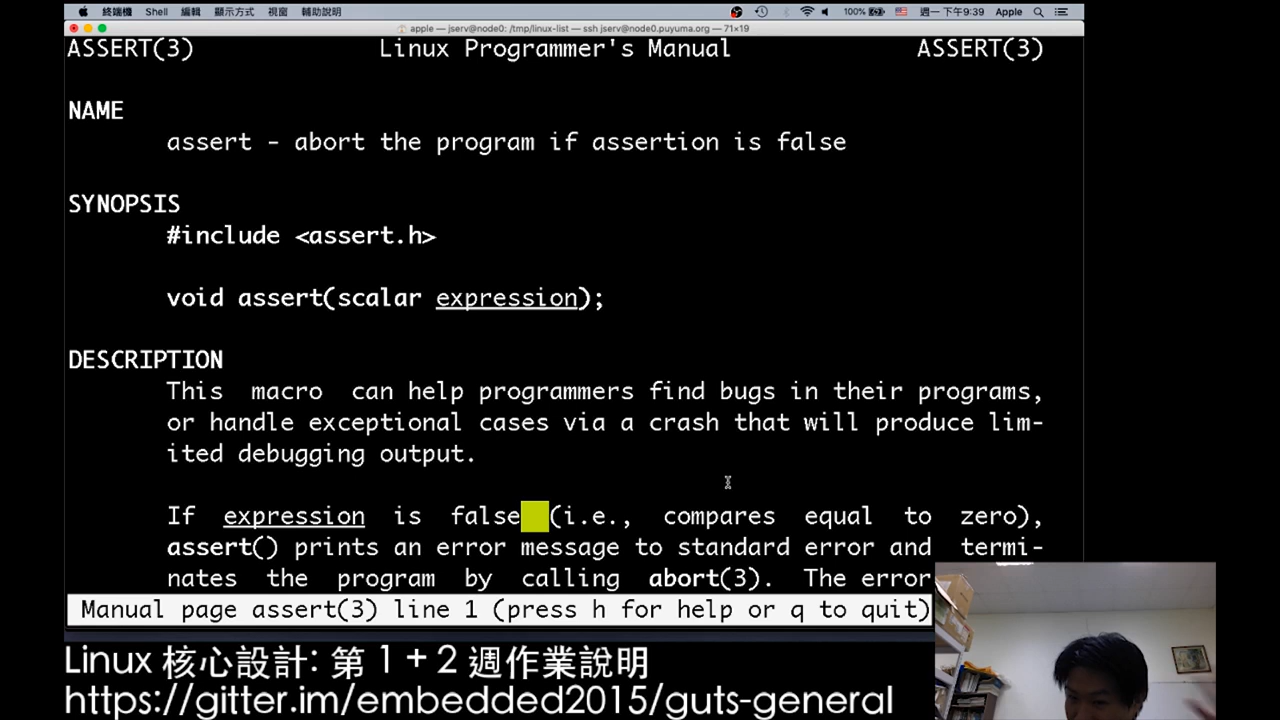 終端機 Shell 編輯 顯示方式 視窗 輔助說明 100% 週一 下午9:39 Apple
apple — jserv@node0: /tmp/linux-list — ssh jserv@node0.puyuma.org — 71×19
ASSERT(3) Linux Programmer's Manual ASSERT(3)
NAME
assert - abort the program if assertion is false
SYNOPSIS
#include <assert.h>
void assert(scalar expression);
DESCRIPTION
This macro can help programmers find bugs in their programs,
or handle exceptional cases via a crash that will produce lim-
ited debugging output.
If expression is false (i.e., compares equal to zero),
assert() prints an error message to standard error and termi-
nates the program by calling abort(3). The error
Manual page assert(3) line 1 (press h for help or q to quit)
Linux 核心設計: 第 1 + 2 週作業說明
https://gitter.im/embedded2015/guts-general